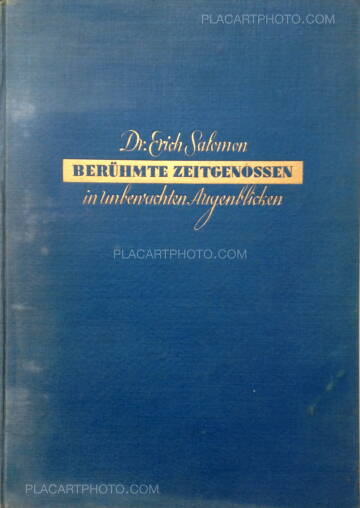 PLACARTPHOTO.COM
Dr. Erich Salomon
BERÜHMTE ZEITGENOSSEN
in unbewachten Augenblicken
PLACARTPHOTO.COM
PLACARTPHOTO.COM